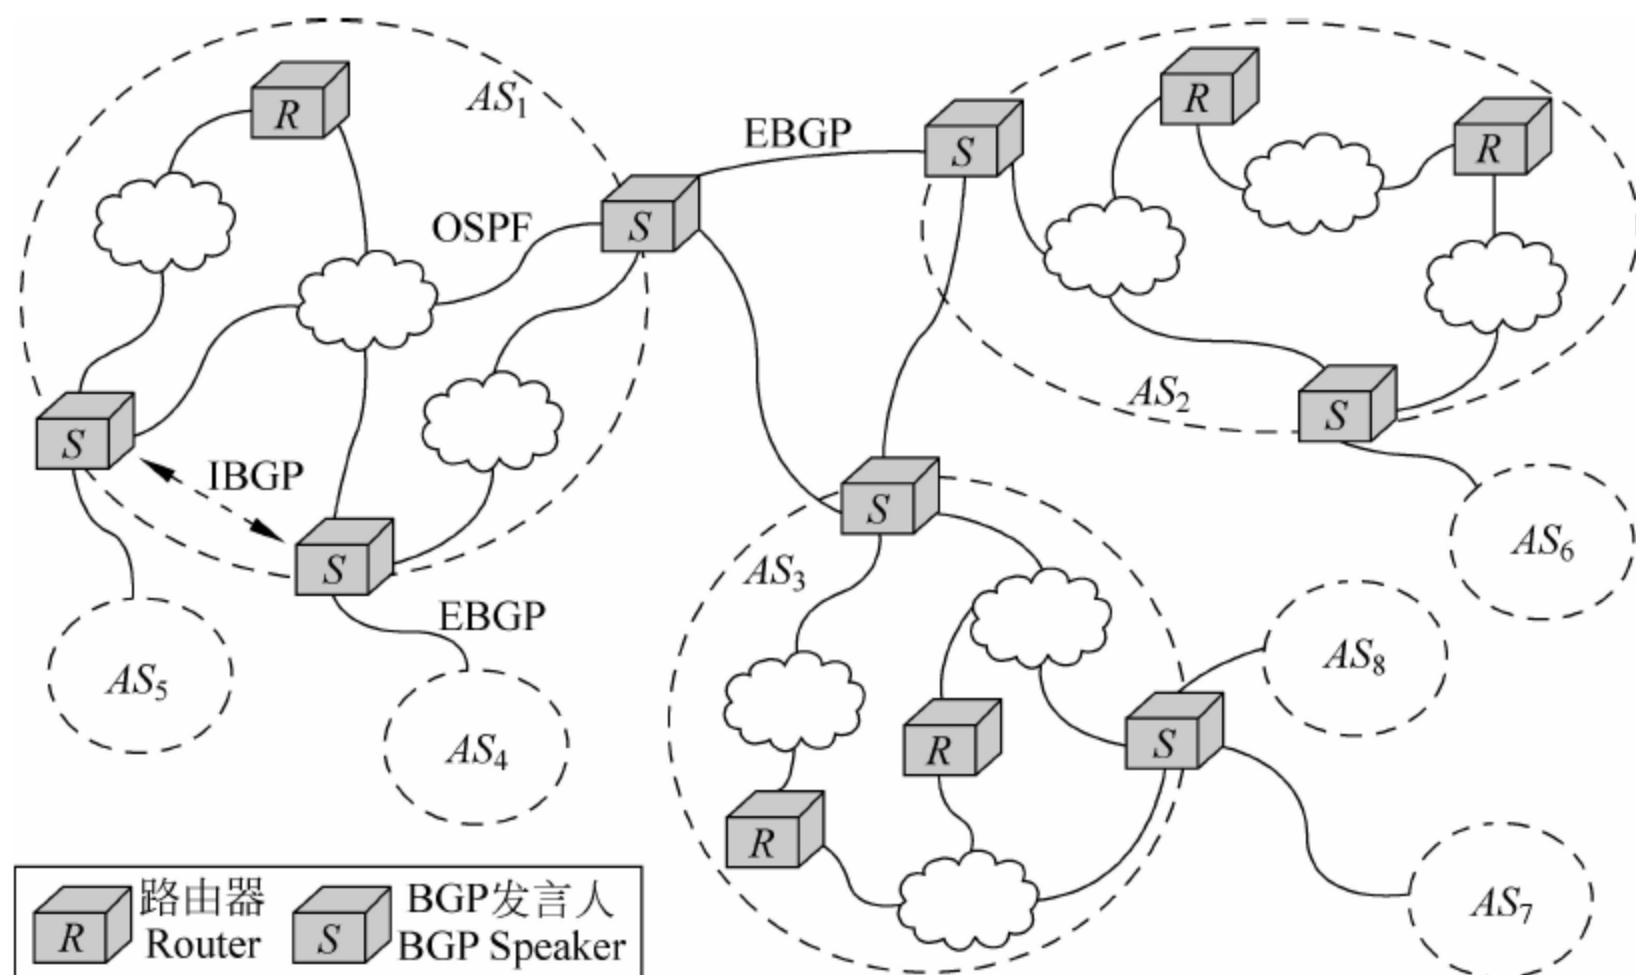 R
AS₁
EBGP
S
R
R
OSPF
S
S
IBGP
S
EBGP
AS₅
AS₄
AS₂
S
AS₆
S
AS₃
R
S
AS₈
R
AS₇
R
路由器
Router
S
BGP发言人
BGP Speaker